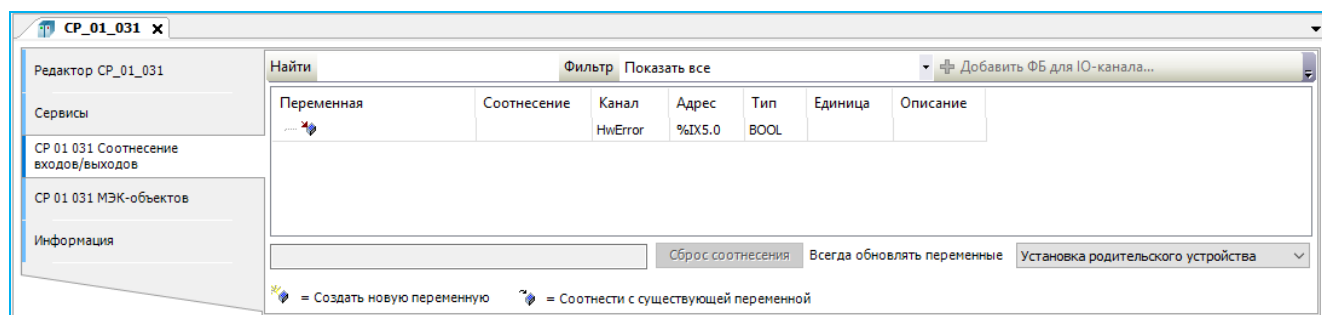 CP_01_031 x
Редактор CP_01_031
Сервисы
CP 01 031 Соотнесение
входов/выходов
CP 01 031 МЭК-объектов
Информация
Найти Фильтр Показать все Добавить ФБ для IO-канала...
Переменная Соотнесение Канал Адрес Тип Единица Описание
HwError %IX5.0 BOOL
Сброс соотнесения Всегда обновлять переменные Установка родительского устройства
= Создать новую переменную = Соотнести с существующей переменной